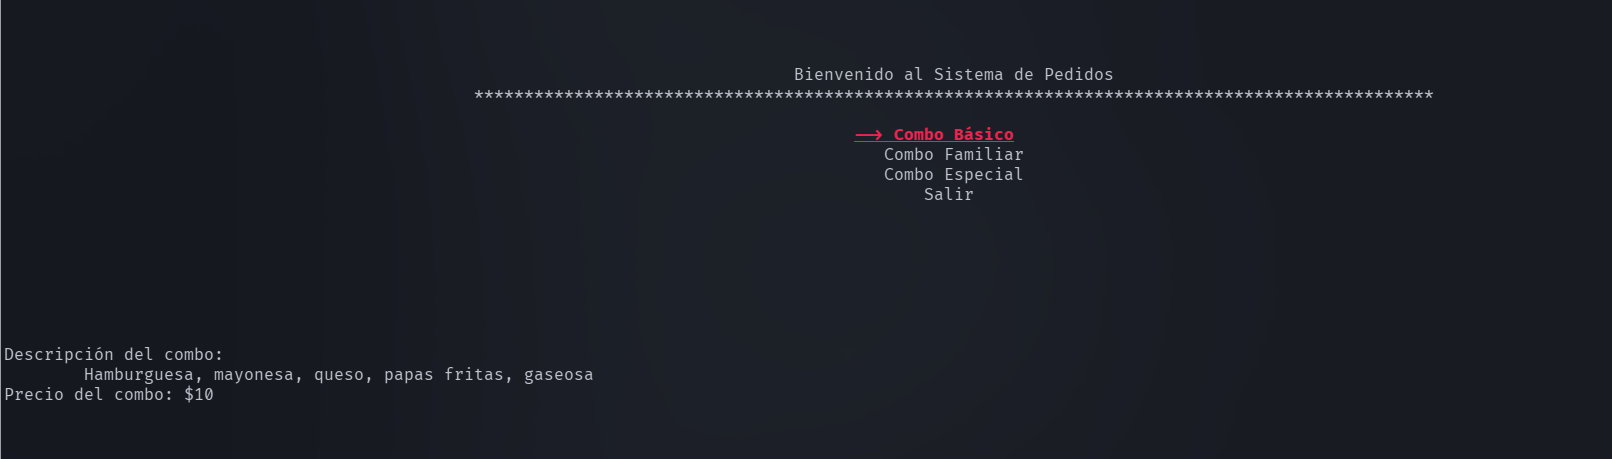 Bienvenido al Sistema de Pedidos
************************************************************************************************
--> Combo Básico
Combo Familiar
Combo Especial
Salir
Descripción del combo:
Hamburguesa, mayonesa, queso, papas fritas, gaseosa
Precio del combo: $10